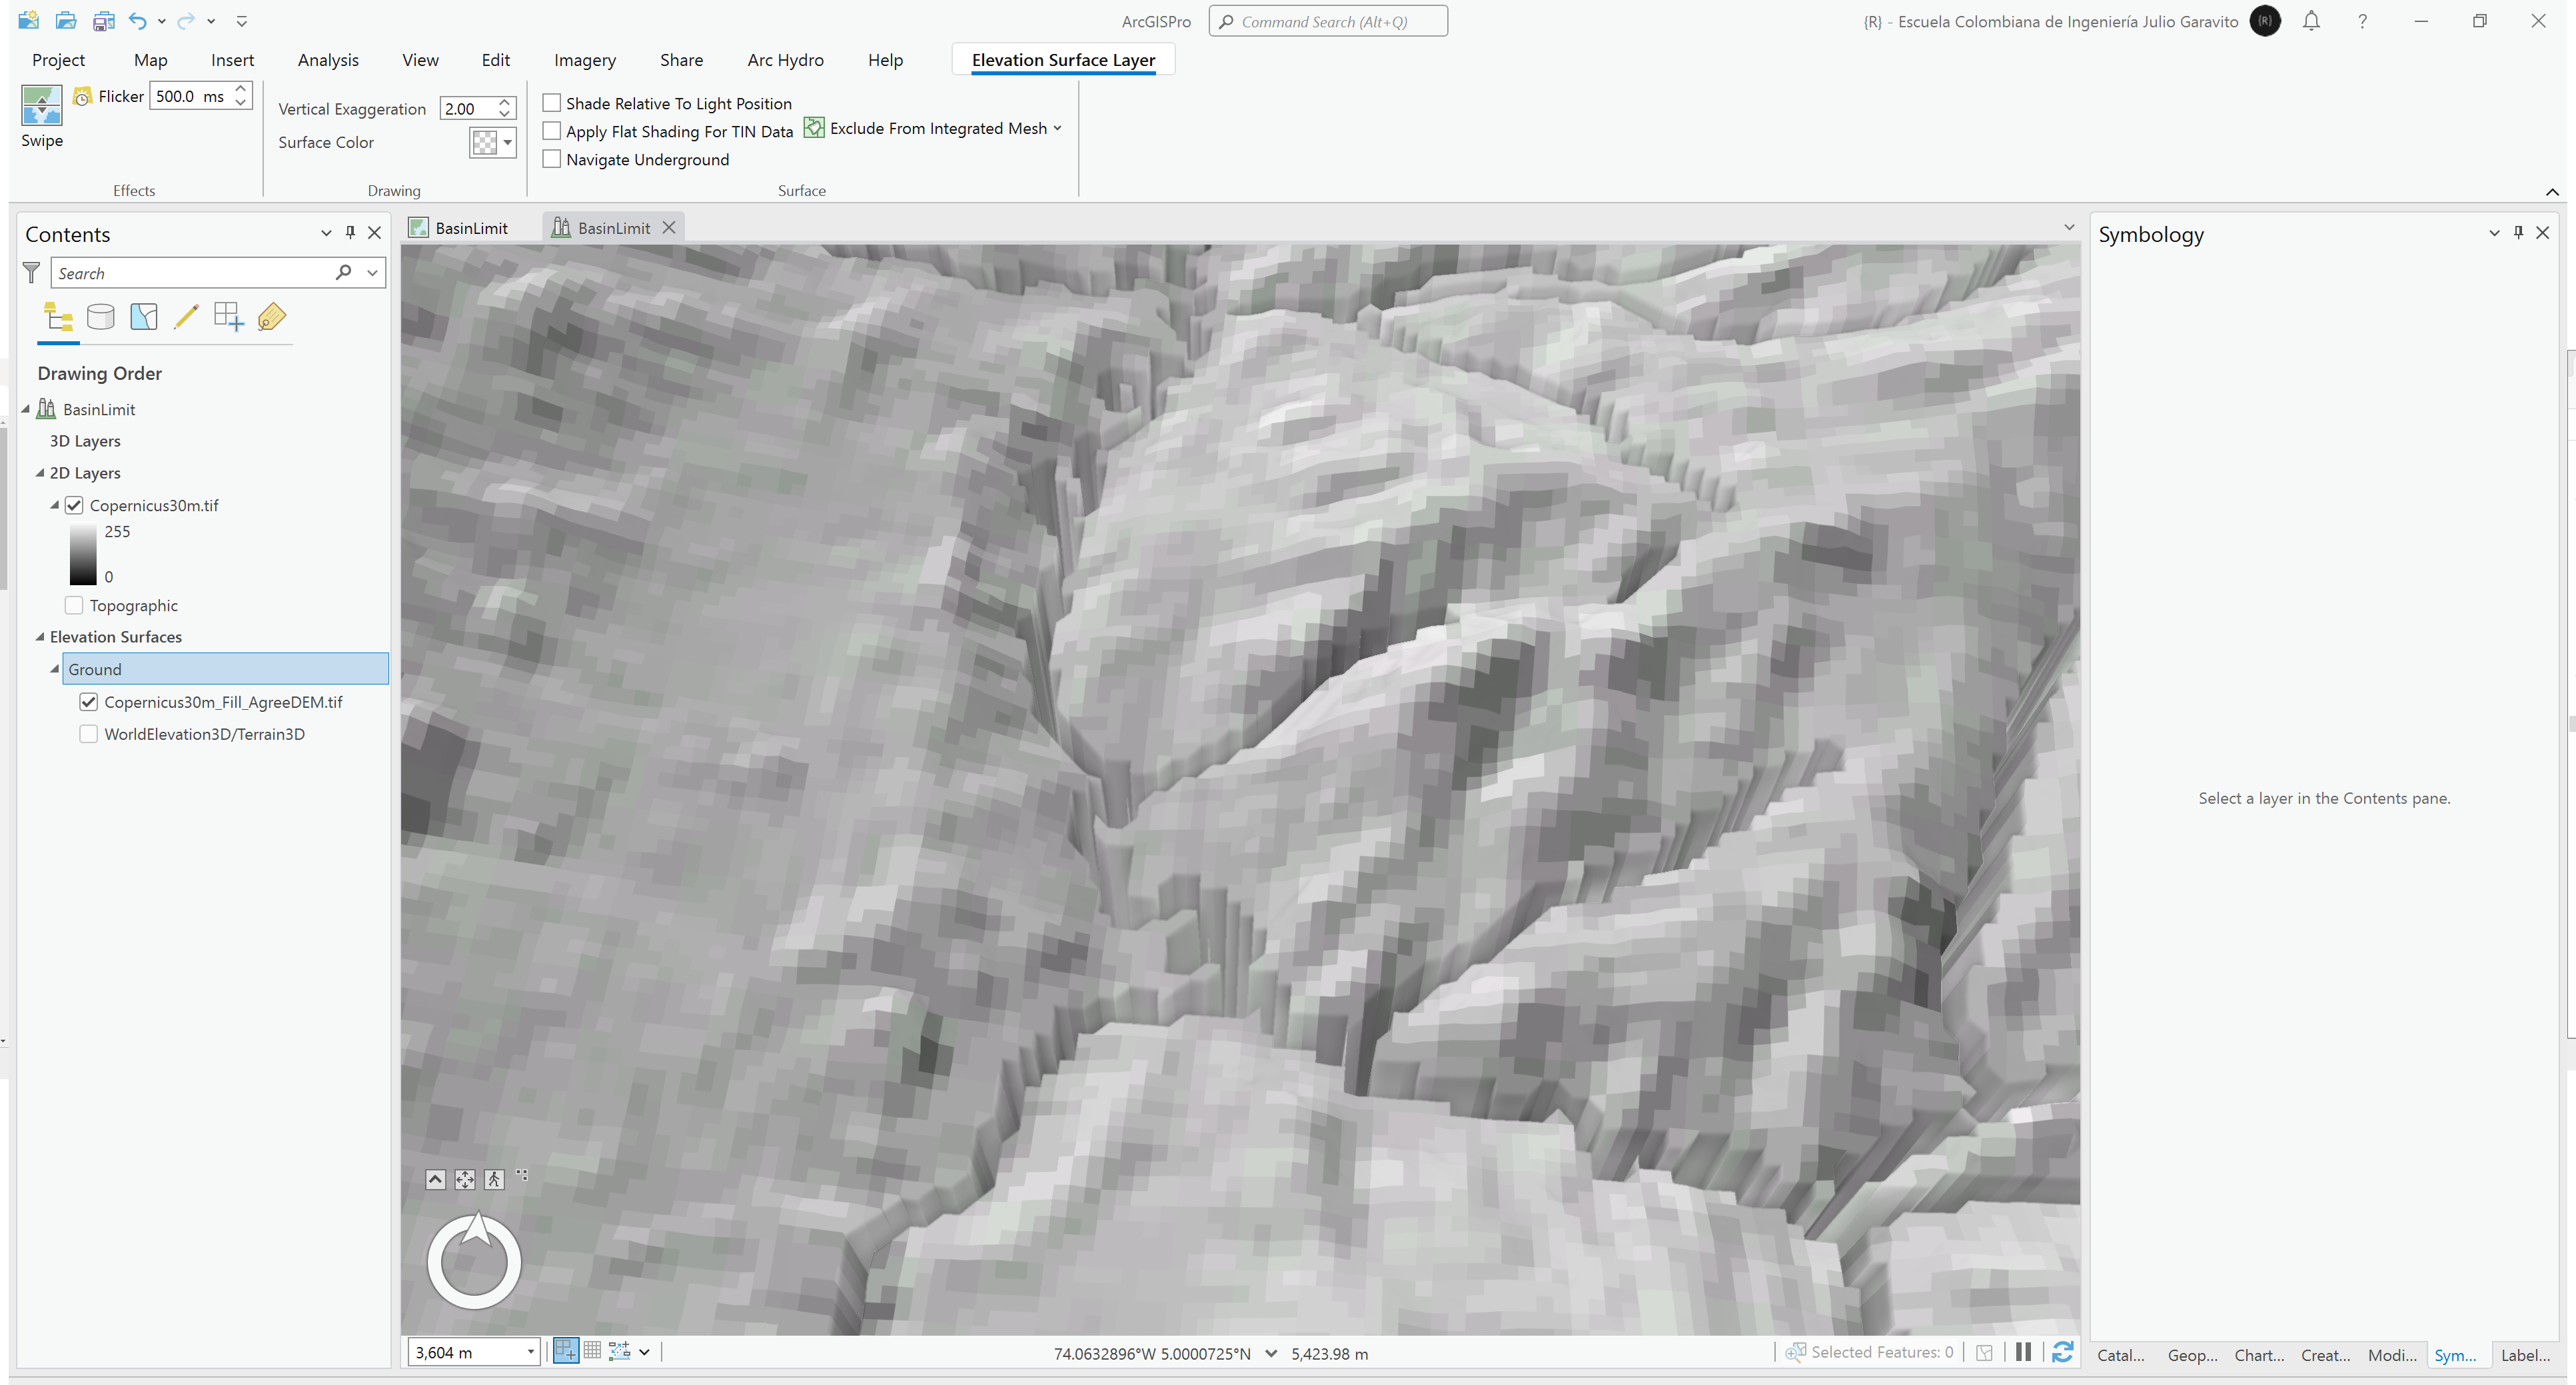 ArcGISPro
Command Search (Alt+Q)
{R} - Escuela Colombiana de Ingeniería Julio Garavito
{R}
?
Project
Map
Insert
Analysis
View
Edit
Imagery
Share
Arc Hydro
Help
Elevation Surface Layer
Swipe
Flicker
500.0 ms
Effects
Vertical Exaggeration
2.00
Surface Color
Drawing
Shade Relative To Light Position
Apply Flat Shading For TIN Data
Navigate Underground
Exclude From Integrated Mesh
Surface
Contents
Search
Drawing Order
BasinLimit
3D Layers
2D Layers
Copernicus30m.tif
255
0
Topographic
Elevation Surfaces
Ground
Copernicus30m_Fill_AgreeDEM.tif
WorldElevation3D/Terrain3D
BasinLimit
BasinLimit
3,604 m
74.0632896°W 5.0000725°N
5,423.98 m
Selected Features: 0
Symbology
Select a layer in the Contents pane.
Catal...
Geop...
Chart...
Creat...
Modi...
Sym...
Label...